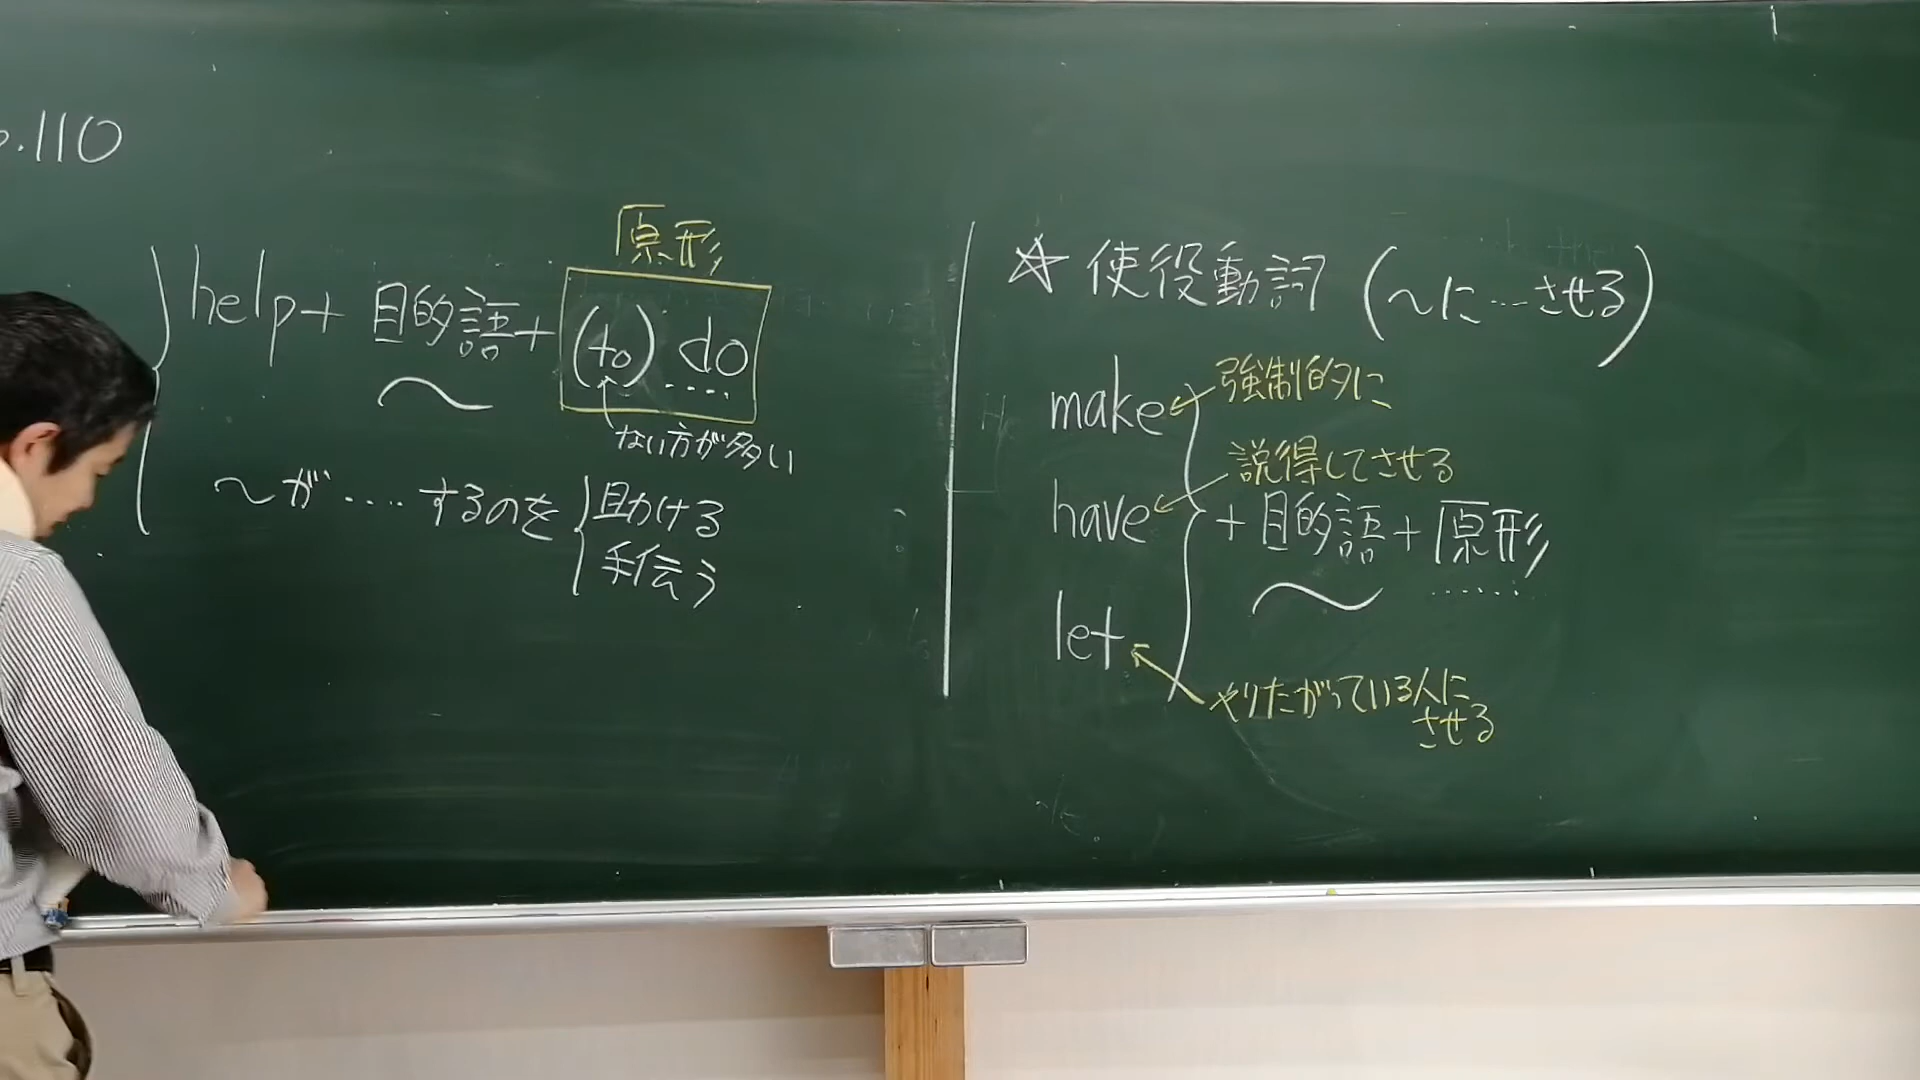 p.110
原形
help + 目的語 + (to) do
ない方が多い
～が‥‥するのを { 助ける
手伝う
☆ 使役動詞 (～に…させる)
make ← 強制的に
have ← 説得してさせる
+ 目的語 + 原形
let ← やりたがっている人に
させる